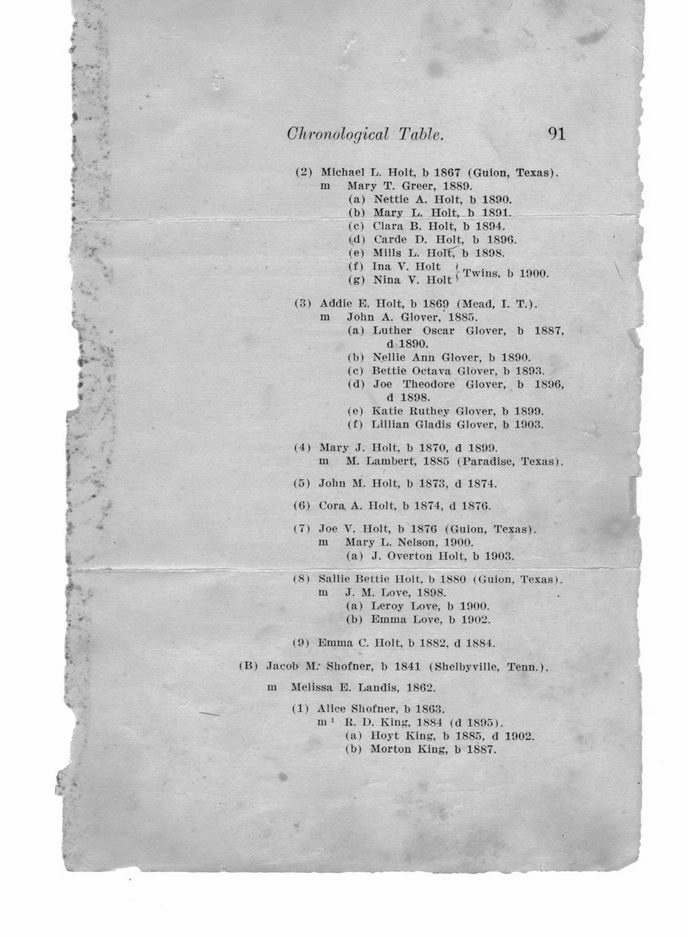 Chronological Table. 91
(2) Michael L. Holt, b 1867 (Guion, Texas).
m Mary T. Greer, 1889.
(a) Nettie A. Holt, b 1890.
(b) Mary L. Holt, b 1891.
(c) Clara B. Holt, b 1894.
(d) Carde D. Holt, b 1896.
(e) Mills L. Holt, b 1898.
(f) Ina V. Holt
Twins, b 1900.
(g) Nina V. Holt
(3) Addie E. Holt, b 1869 (Mead, I. T.).
m John A. Glover, 1885.
(a) Luther Oscar Glover, b 1887,
d 1890.
(b) Nellie Ann Glover, b 1890.
(c) Bettie Octava Glover, b 1893.
(d) Joe Theodore Glover, b 1896,
d 1898.
(e) Katie Ruthey Glover, b 1899.
(f) Lillian Gladis Glover, b 1903.
(4) Mary J. Holt, b 1870, d 1899.
m M. Lambert, 1885 (Paradise, Texas).
(5) John M. Holt, b 1873, d 1874.
(6) Cora A. Holt, b 1874, d 1876.
(7) Joe V. Holt, b 1876 (Guion, Texas).
m Mary L. Nelson, 1900.
(a) J. Overton Holt, b 1903.
(8) Sallie Bettie Holt, b 1880 (Guion, Texas).
m J. M. Love, 1898.
(a) Leroy Love, b 1900.
(b) Emma Love, b 1902.
(9) Emma C. Holt, b 1882, d 1884.
(B) Jacob M. Shofner, b 1841 (Shelbyville, Tenn.).
m Melissa E. Landis, 1862.
(1) Alice Shofner, b 1863.
m¹ R. D. King, 1884 (d 1895).
(a) Hoyt King, b 1885, d 1902.
(b) Morton King, b 1887.